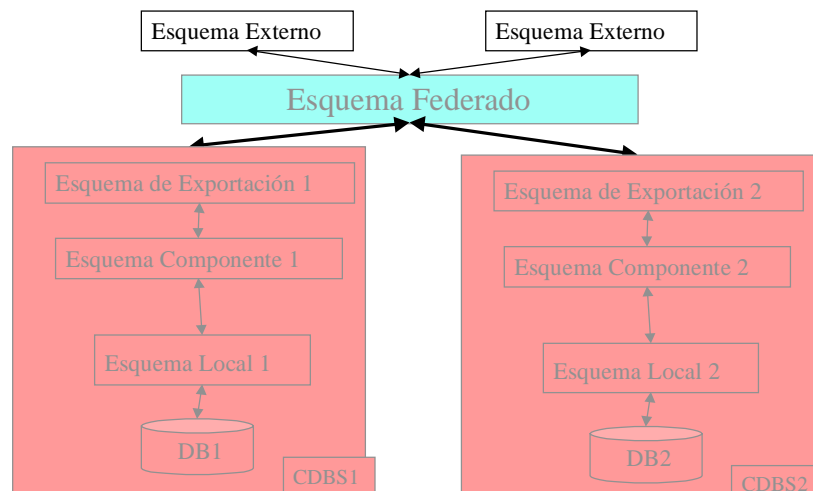 Esquema Externo
Esquema Externo
Esquema Federado
Esquema de Exportación 1
Esquema Componente 1
Esquema Local 1
DB1
CDBS1
Esquema de Exportación 2
Esquema Componente 2
Esquema Local 2
DB2
CDBS2